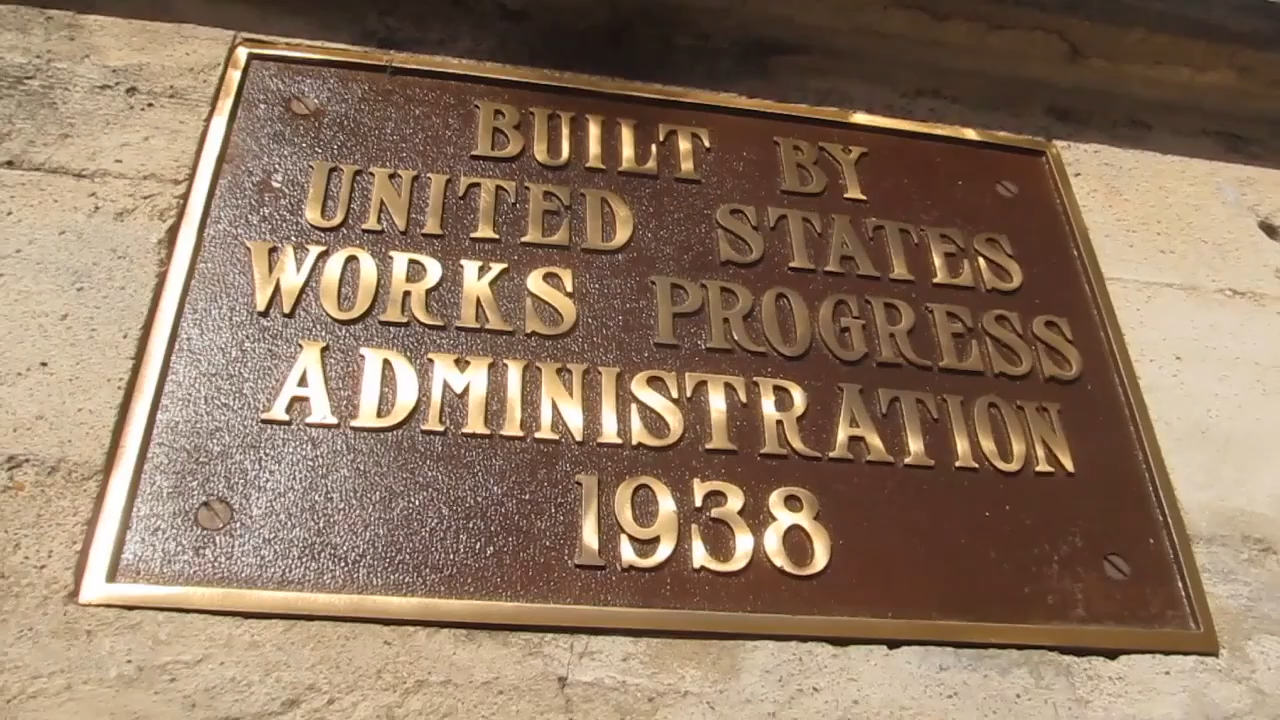 BUILT BY
UNITED STATES
WORKS PROGRESS
ADMINISTRATION
1938